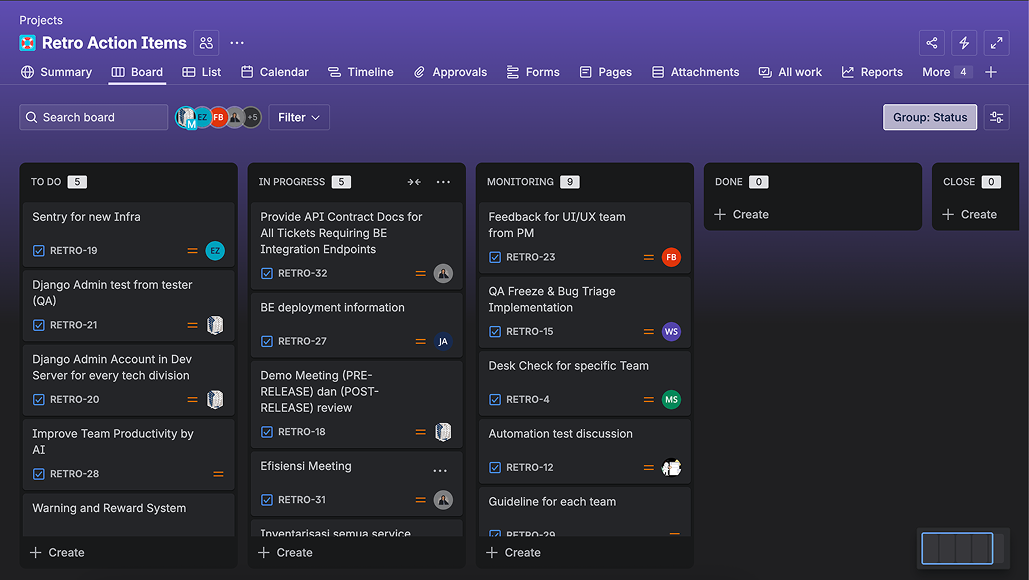 Projects
Retro Action Items
Summary
Board
List
Calendar
Timeline
Approvals
Forms
Pages
Attachments
All work
Reports
More 4
Search board
M
EZ
FB
+5
Filter
Group: Status
TO DO 5
Sentry for new Infra
RETRO-19
EZ
Django Admin test from tester
(QA)
RETRO-21
Django Admin Account in Dev
Server for every tech division
RETRO-20
Improve Team Productivity by
AI
RETRO-28
Warning and Reward System
Create
IN PROGRESS 5
Provide API Contract Docs for
All Tickets Requiring BE
Integration Endpoints
RETRO-32
BE deployment information
RETRO-27
JA
Demo Meeting (PRE-
RELEASE) dan (POST-
RELEASE) review
RETRO-18
Efisiensi Meeting
RETRO-31
Inventarisasi semua service
Create
MONITORING 9
Feedback for UI/UX team
from PM
RETRO-23
FB
QA Freeze & Bug Triage
Implementation
RETRO-15
WS
Desk Check for specific Team
RETRO-4
MS
Automation test discussion
RETRO-12
Guideline for each team
RETRO-29
Create
DONE 0
Create
CLOSE 0
Create